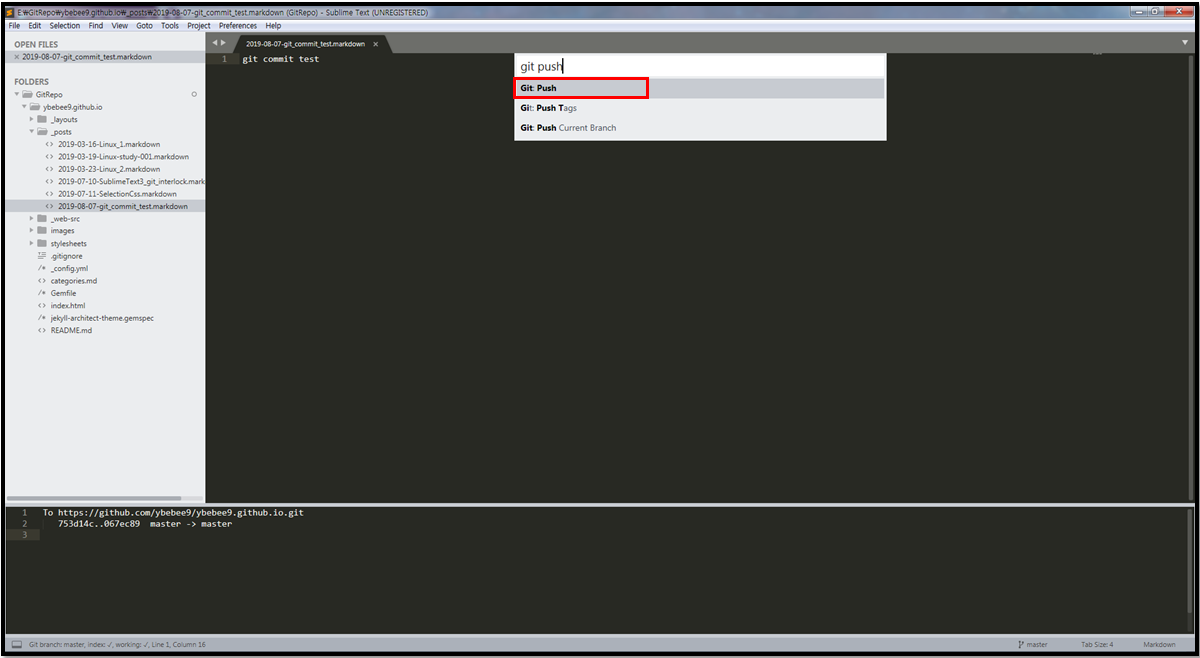 E:₩GitRepo₩ybebee9.github.io₩_posts₩2019-08-07-git_commit_test.markdown (GitRepo) - Sublime Text (UNREGISTERED)
File Edit Selection Find View Goto Tools Project Preferences Help
OPEN FILES
× 2019-08-07-git_commit_test.markdown
FOLDERS
GitRepo
ybebee9.github.io
_layouts
_posts
<> 2019-03-16-Linux_1.markdown
<> 2019-03-19-Linux-study-001.markdown
<> 2019-03-23-Linux_2.markdown
<> 2019-07-10-SublimeText3_git_interlock.mark
<> 2019-07-11-SelectionCss.markdown
<> 2019-08-07-git_commit_test.markdown
_web-src
images
stylesheets
.gitignore
/* _config.yml
<> categories.md
/* Gemfile
<> index.html
/* jekyll-architect-theme.gemspec
<> README.md
2019-08-07-git_commit_test.markdown ×
1 git commit test
git push
Git: Push
Git: Push Tags
Git: Push Current Branch
1 To https://github.com/ybebee9/ybebee9.github.io.git
2 753d14c..067ec89 master -> master
3
Git branch: master, index: ✓, working: ✓, Line 1, Column 16
master
Tab Size: 4
Markdown